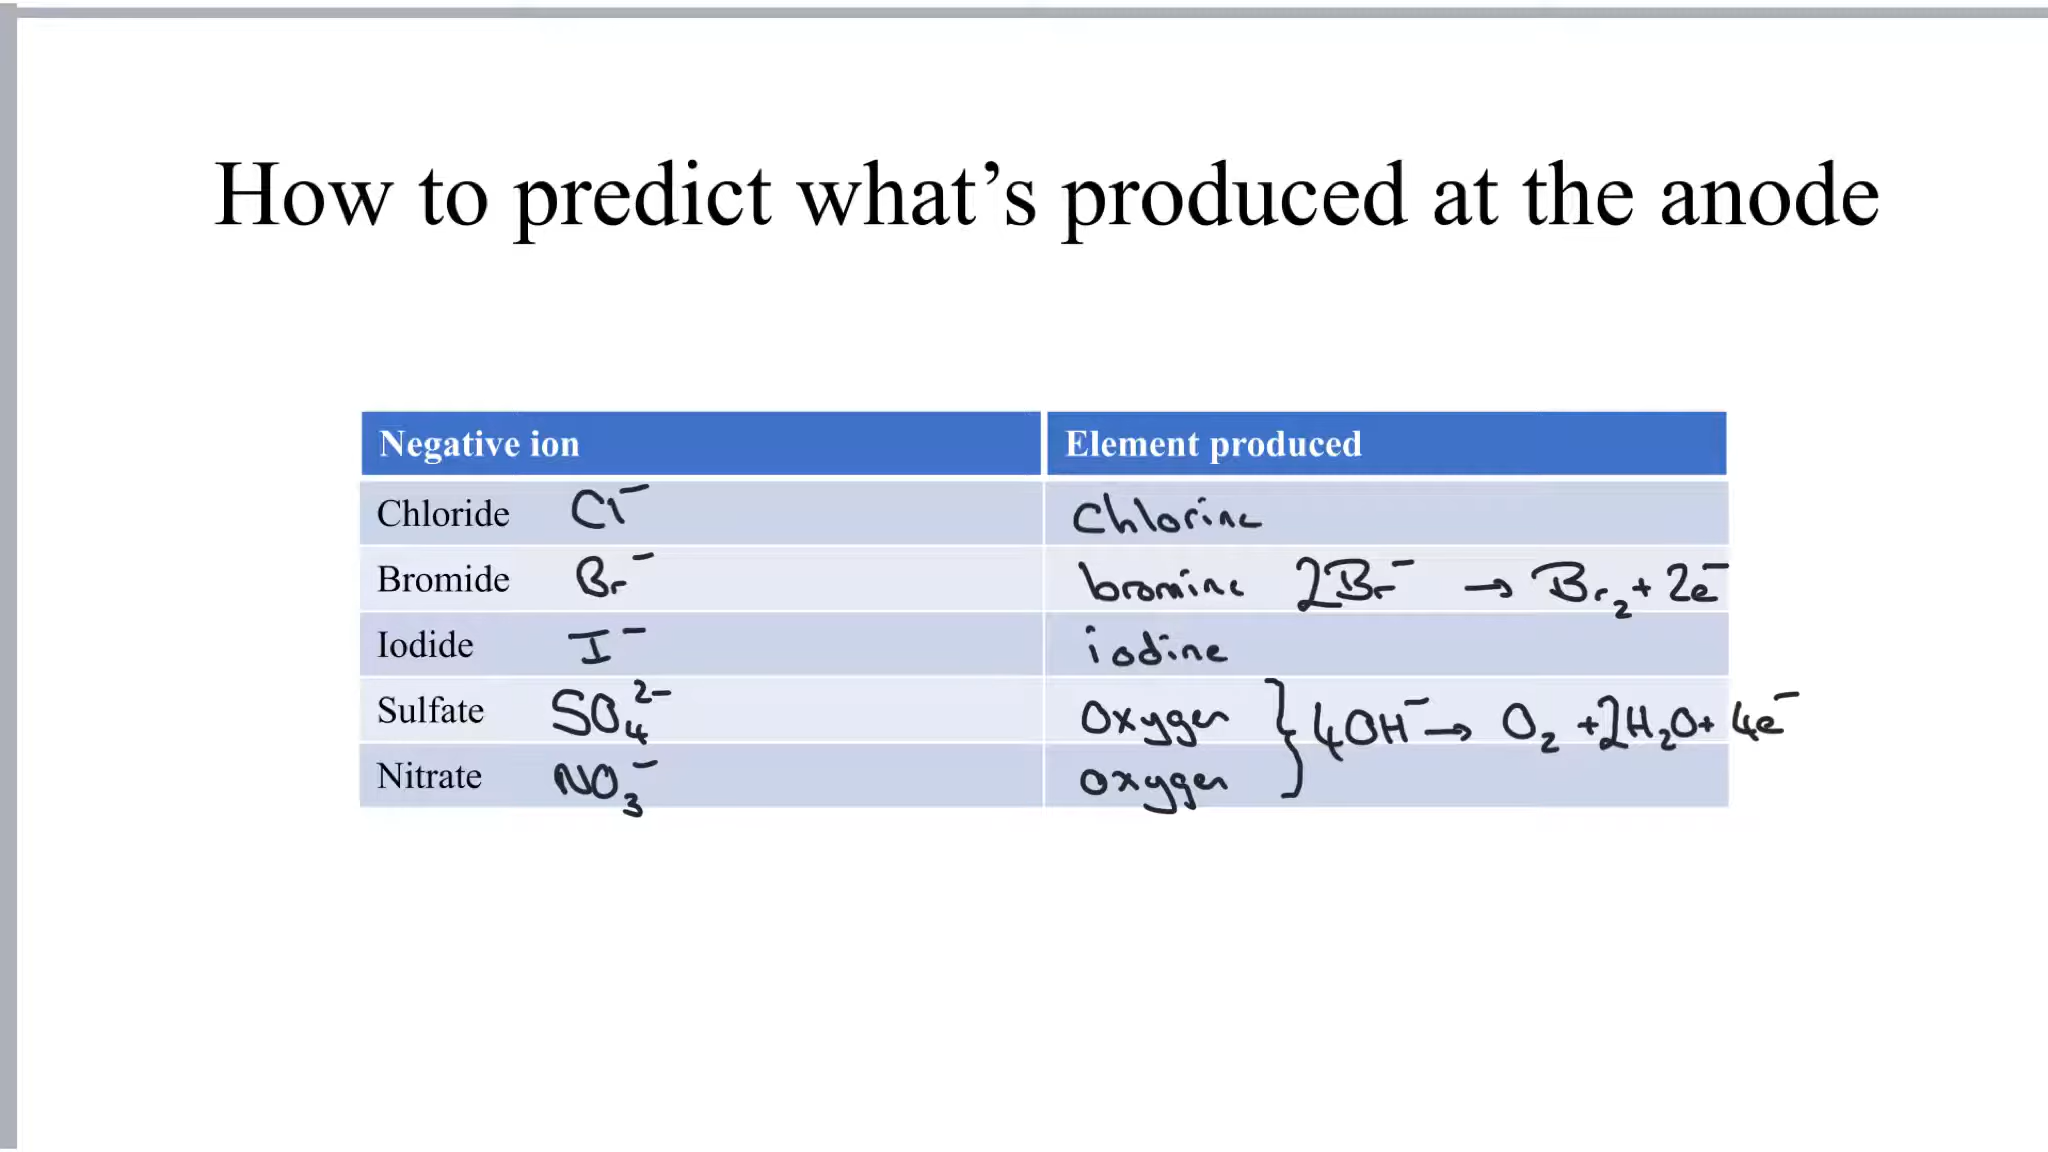 How to predict what's produced at the anode
Negative ion Element produced
Chloride Cl⁻ Chlorine
Bromide Br⁻ bromine 2Br⁻ → Br₂ + 2e⁻
Iodide I⁻ iodine
Sulfate SO₄²⁻ Oxygen } 4OH⁻ → O₂ + 2H₂O + 4e⁻
Nitrate NO₃⁻ oxygen